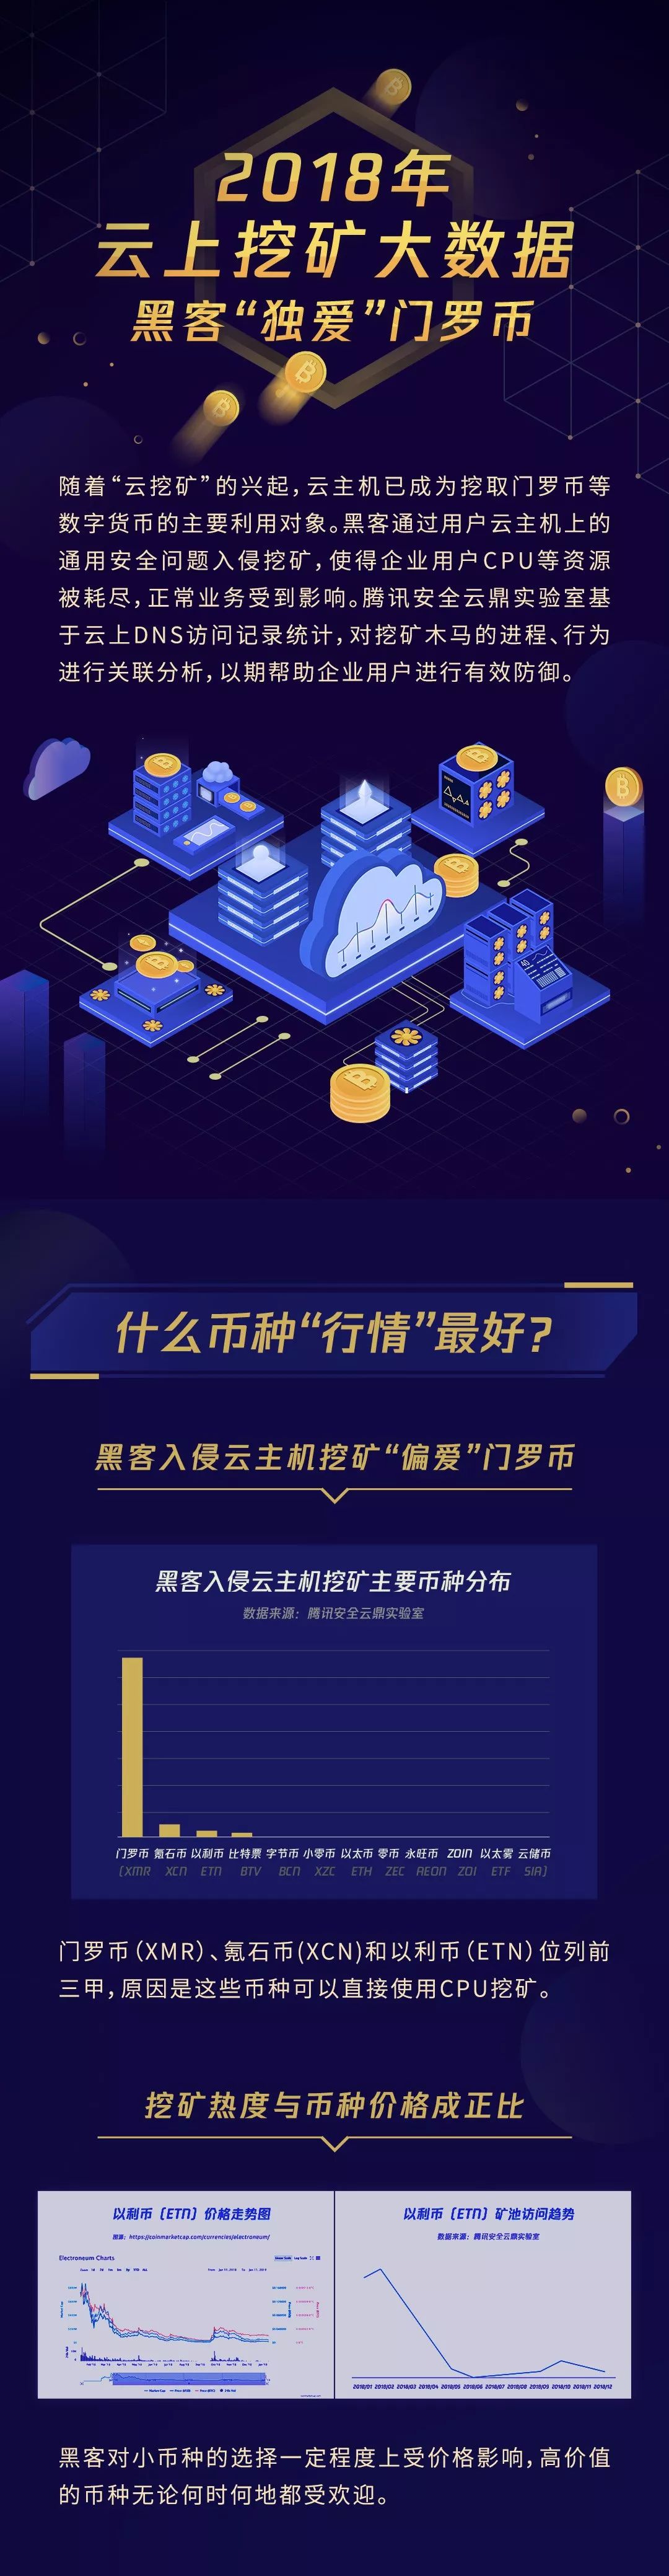 2018年
云上挖矿大数据
黑客“独爱”门罗币
随着“云挖矿”的兴起，云主机已成为挖取门罗币等
数字货币的主要利用对象。黑客通过用户云主机上的
通用安全问题入侵挖矿，使得企业用户CPU等资源
被耗尽，正常业务受到影响。腾讯安全云鼎实验室基
于云上DNS访问记录统计，对挖矿木马的进程、行为
进行关联分析，以期帮助企业用户进行有效防御。
什么币种“行情”最好?
黑客入侵云主机挖矿“偏爱”门罗币
黑客入侵云主机挖矿主要币种分布
数据来源：腾讯安全云鼎实验室
门罗币 氪石币 以利币 比特票 字节币 小零币 以太币 零币 永旺币 ZOIN 以太雾 云储币
(XMR XCN ETN BTV BCN XZC ETH ZEC AEON ZOI ETF SIA)
门罗币（XMR）、氪石币(XCN)和以利币（ETN）位列前
三甲，原因是这些币种可以直接使用CPU挖矿。
挖矿热度与币种价格成正比
以利币（ETN）价格走势图
图源：https://coinmarketcap.com/currencies/electroneum/
Electroneum Charts
以利币（ETN）矿池访问趋势
数据来源：腾讯安全云鼎实验室
2018/01 2018/02 2018/03 2018/04 2018/05 2018/06 2018/07 2018/08 2018/09 2018/10 2018/11 2018/12
黑客对小币种的选择一定程度上受价格影响，高价值
的币种无论何时何地都受欢迎。